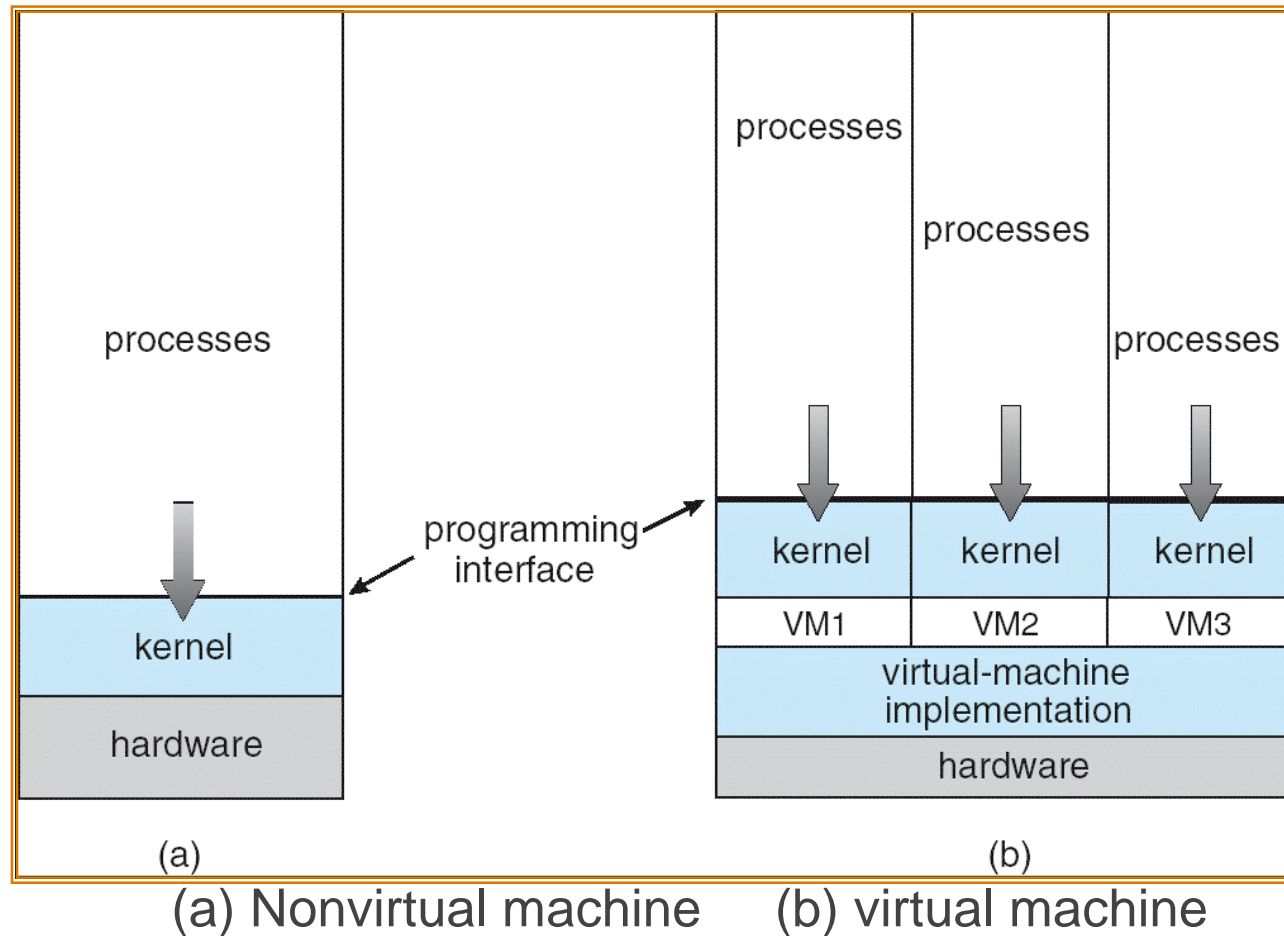 processes
kernel
hardware
(a)
programming
interface
processes
processes
processes
kernel
kernel
kernel
VM1
VM2
VM3
virtual-machine
implementation
hardware
(b)
(a) Nonvirtual machine (b) virtual machine